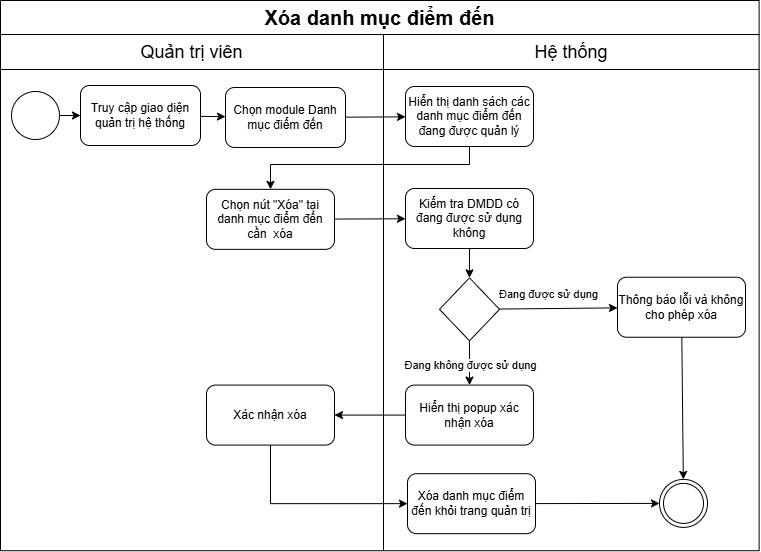 Xóa danh mục điểm đến
Quản trị viên
Hệ thống
Truy cập giao diện
quản trị hệ thống
Chọn module Danh
mục điểm đến
Hiển thị danh sách các
danh mục điểm đến
đang được quản lý
Chọn nút "Xóa" tại
danh mục điểm đến
cần xóa
Kiểm tra DMDD có
đang được sử dụng
không
Đang được sử dụng
Thông báo lỗi và không
cho phép xóa
Đang không được sử dụng
Xác nhận xóa
Hiển thị popup xác
nhận xóa
Xóa danh mục điểm
đến khỏi trang quản trị